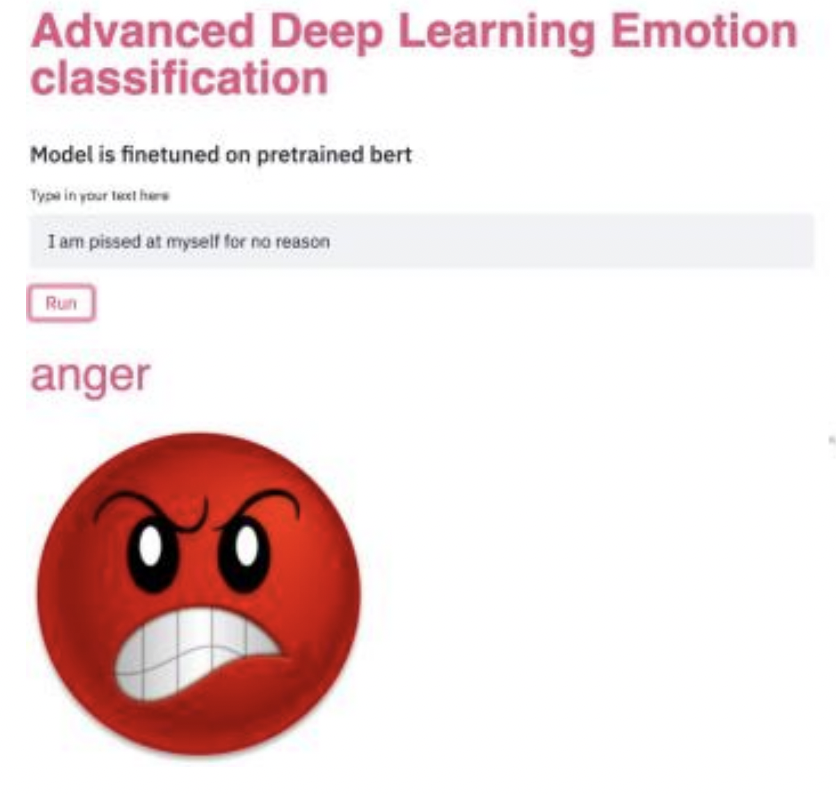 Advanced Deep Learning Emotion
classification
Model is finetuned on pretrained bert
Type in your text here
I am pissed at myself for no reason
Run
anger